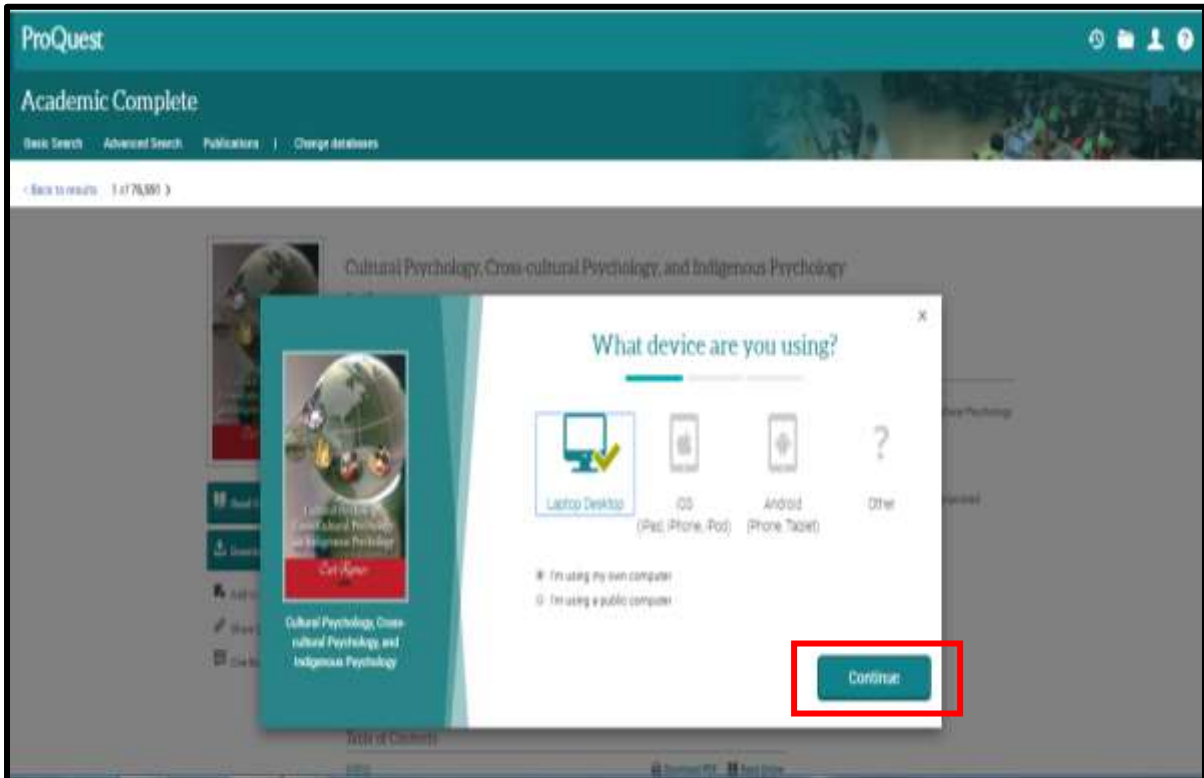 ProQuest
Academic Complete
Basic Search Advanced Search Publications | Change databases
Back to results 1 of
Cultural Psychology, Cross-cultural Psychology, and Indigenous Psychology
What device are you using?
Laptop Desktop
iOS
(iPad, iPhone, iPod)
Android
(Phone, Tablet)
Other
I'm using my own computer
I'm using a public computer
Cultural Psychology, Cross-
cultural Psychology, and
Indigenous Psychology
Continue
Table of Contents
Download PDF Read Online